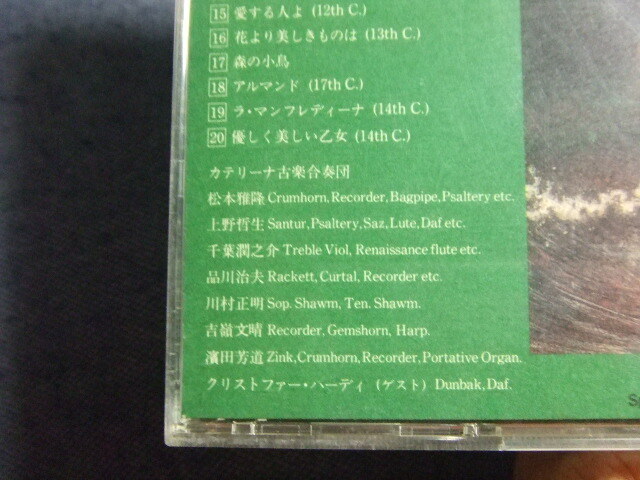 15 愛する人よ (12th C.)
16 花より美しきものは (13th C.)
17 森の小鳥
18 アルマンド (17th C.)
19 ラ・マンフレディーナ (14th C.)
20 優しく美しい乙女 (14th C.)
カテリーナ古楽合奏団
松本雅隆 Crumhorn, Recorder, Bagpipe, Psaltery etc.
上野哲生 Santur, Psaltery, Saz, Lute, Daf etc.
千葉潤之介 Treble Viol, Renaissance flute etc.
品川治夫 Rackett, Curtal, Recorder etc.
川村正明 Sop. Shawm, Ten. Shawm.
吉嶺文晴 Recorder, Gemshorn, Harp.
濱田芳道 Zink, Crumhorn, Recorder, Portative Organ.
クリストファー・ハーディ (ゲスト) Dunbak, Daf.